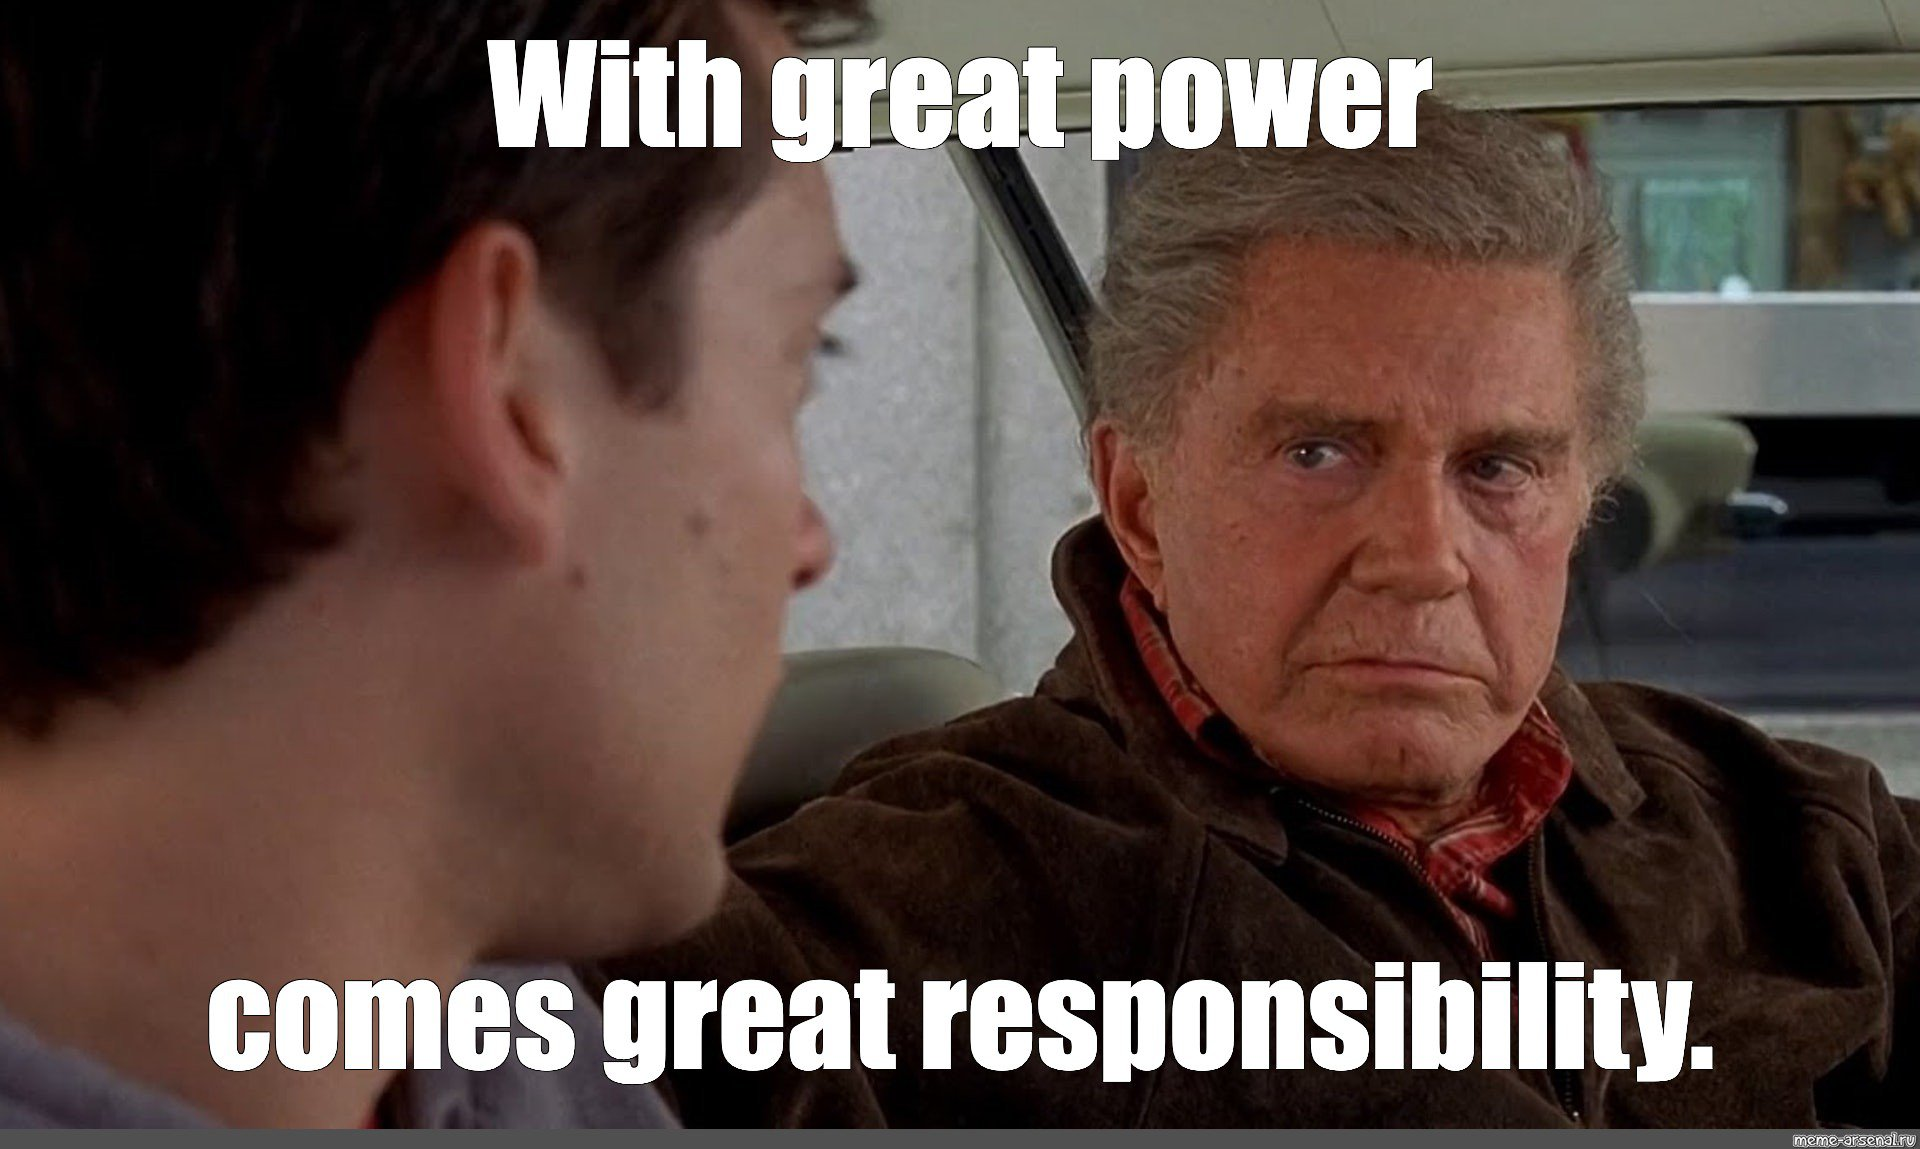 With great power
comes great responsibility.
meme-arsenal.ru